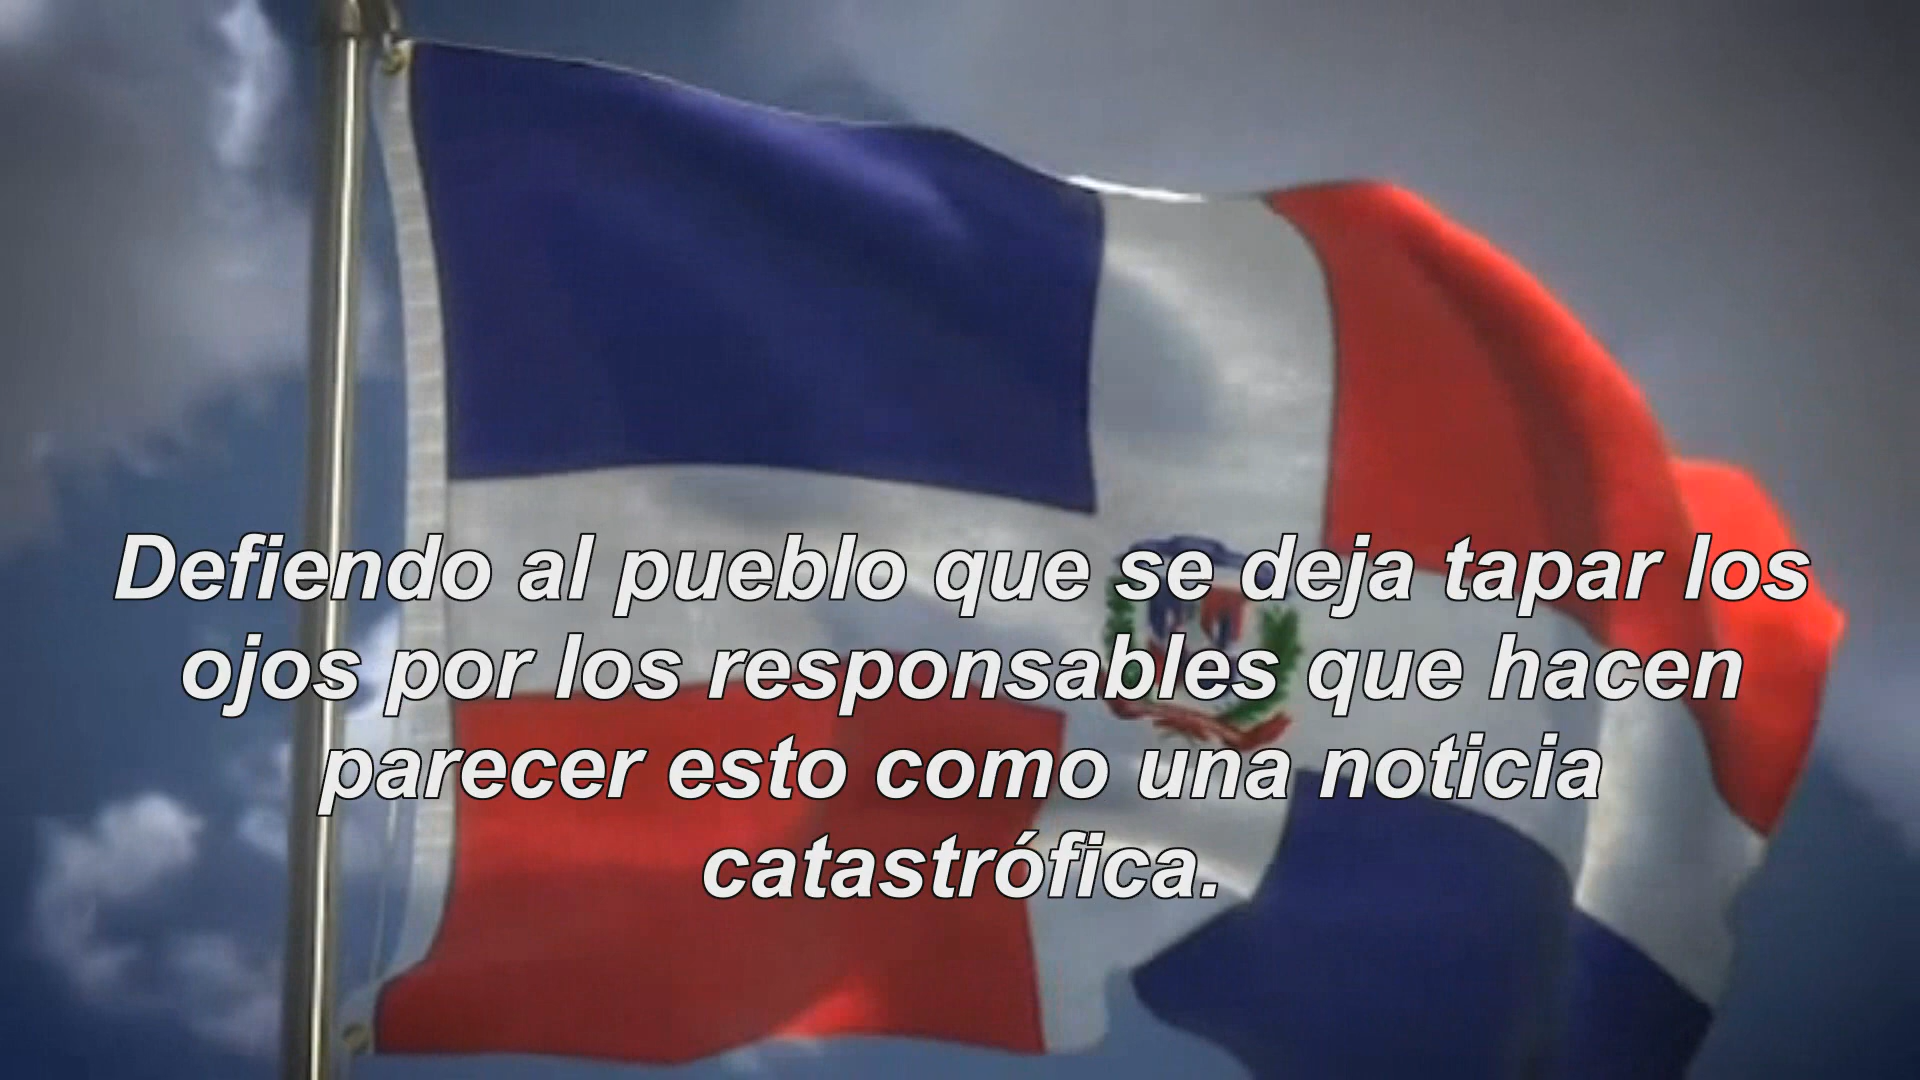 Defiendo al pueblo que se deja tapar los
ojos por los responsables que hacen
parecer esto como una noticia
catastrófica.